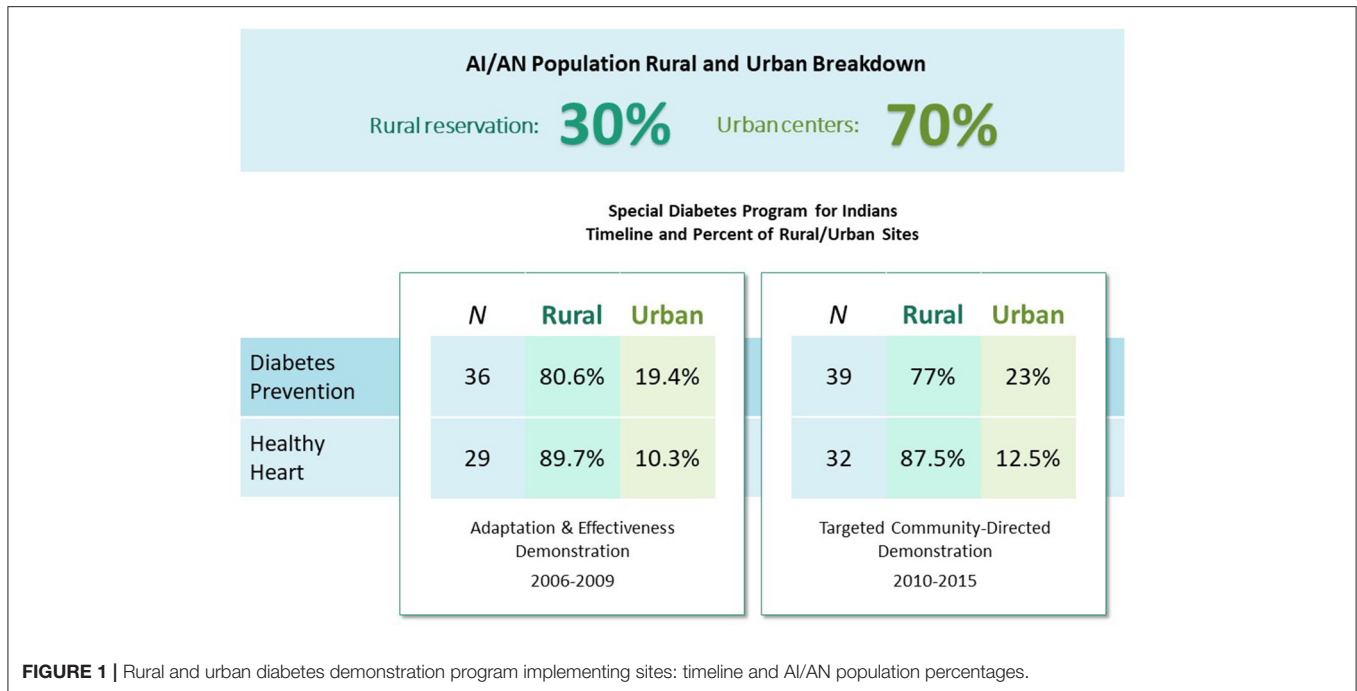 AI/AN Population Rural and Urban Breakdown
Rural reservation: 30% Urban centers: 70%
Special Diabetes Program for Indians
Timeline and Percent of Rural/Urban Sites
N Rural Urban N Rural Urban
Diabetes
Prevention
36 80.6% 19.4% 39 77% 23%
Healthy
Heart
29 89.7% 10.3% 32 87.5% 12.5%
Adaptation & Effectiveness
Demonstration
2006-2009
Targeted Community-Directed
Demonstration
2010-2015
FIGURE 1 | Rural and urban diabetes demonstration program implementing sites: timeline and AI/AN population percentages.